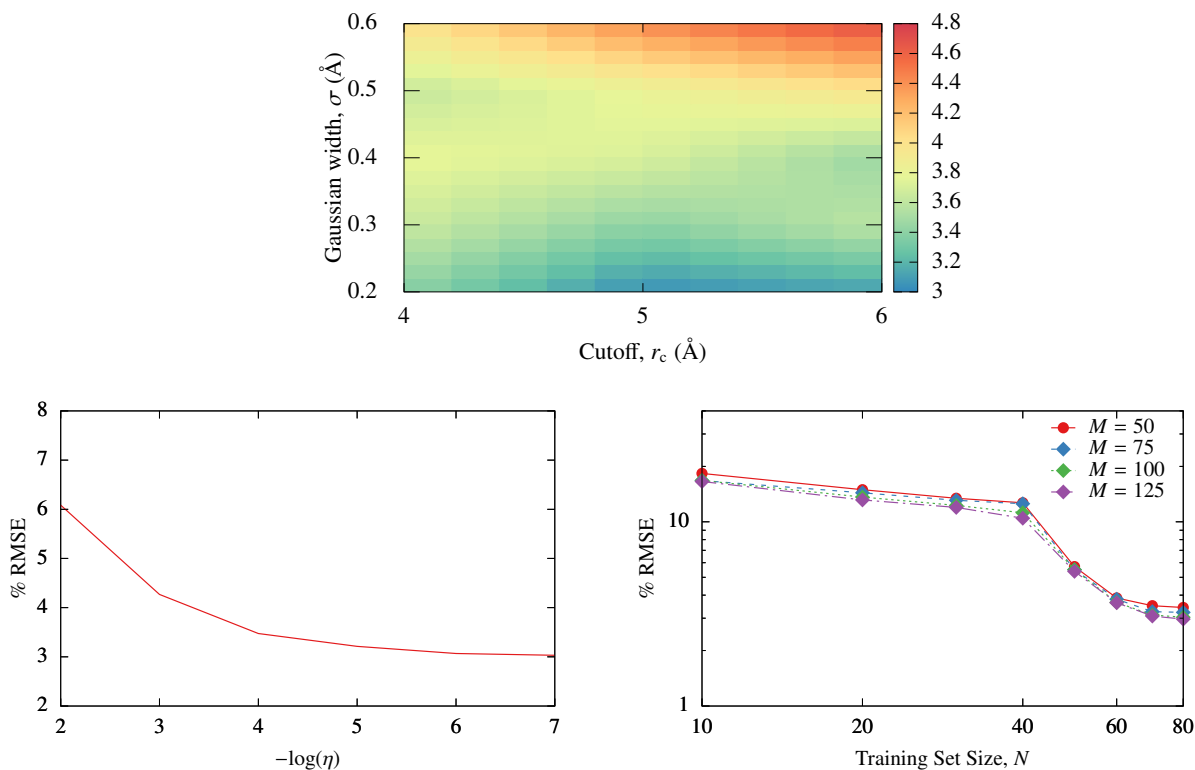 0.6
0.5
0.4
0.3
0.2
Gaussian width, σ (Å)
4 5 6
Cutoff, r_c (Å)
4.8
4.6
4.4
4.2
4
3.8
3.6
3.4
3.2
3
8
7
6
5
4
3
2
% RMSE
2 3 4 5 6 7
−log(η)
10
1
% RMSE
M = 50
M = 75
M = 100
M = 125
10 20 40 60 80
Training Set Size, N